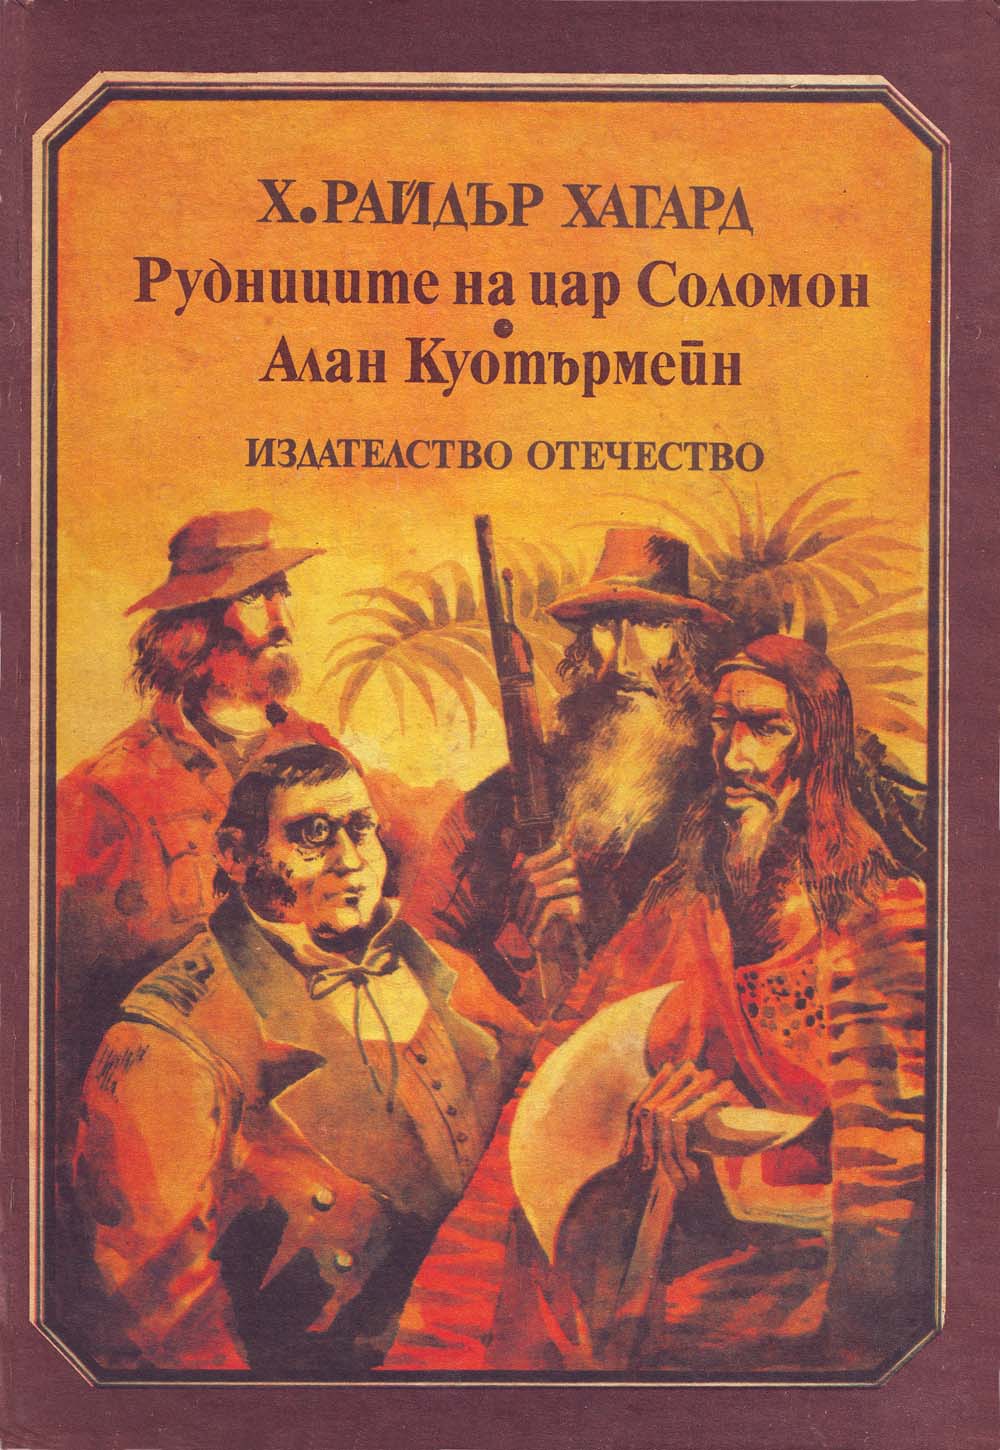 Х. РАЙДЪР ХАГАРД
Рудниците на цар Соломон
•
Алан Куотърмейн
ИЗДАТЕЛСТВО ОТЕЧЕСТВО